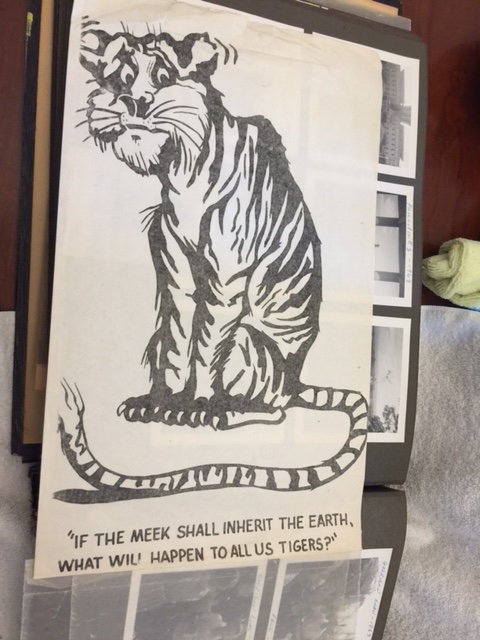 "IF THE MEEK SHALL INHERIT THE EARTH,
WHAT WILL HAPPEN TO ALL US TIGERS?"